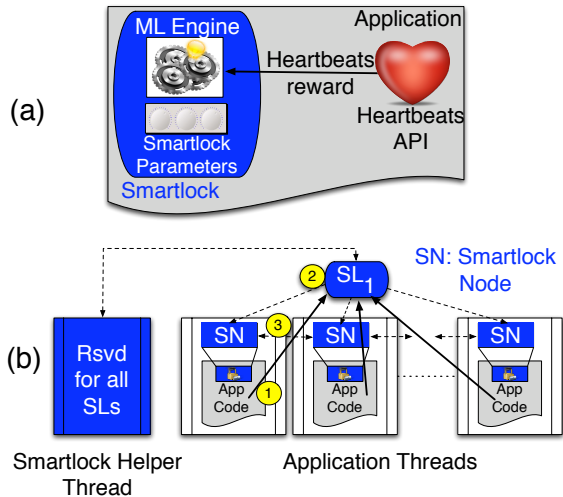 Application
ML Engine
Heartbeats
reward
Heartbeats
API
(a)
Smartlock
Parameters
Smartlock
2
SL1
SN: Smartlock
Node
SN
3
SN
SN
(b)
Rsvd
for all
SLs
1
App
Code
App
Code
App
Code
Smartlock Helper
Thread
Application Threads